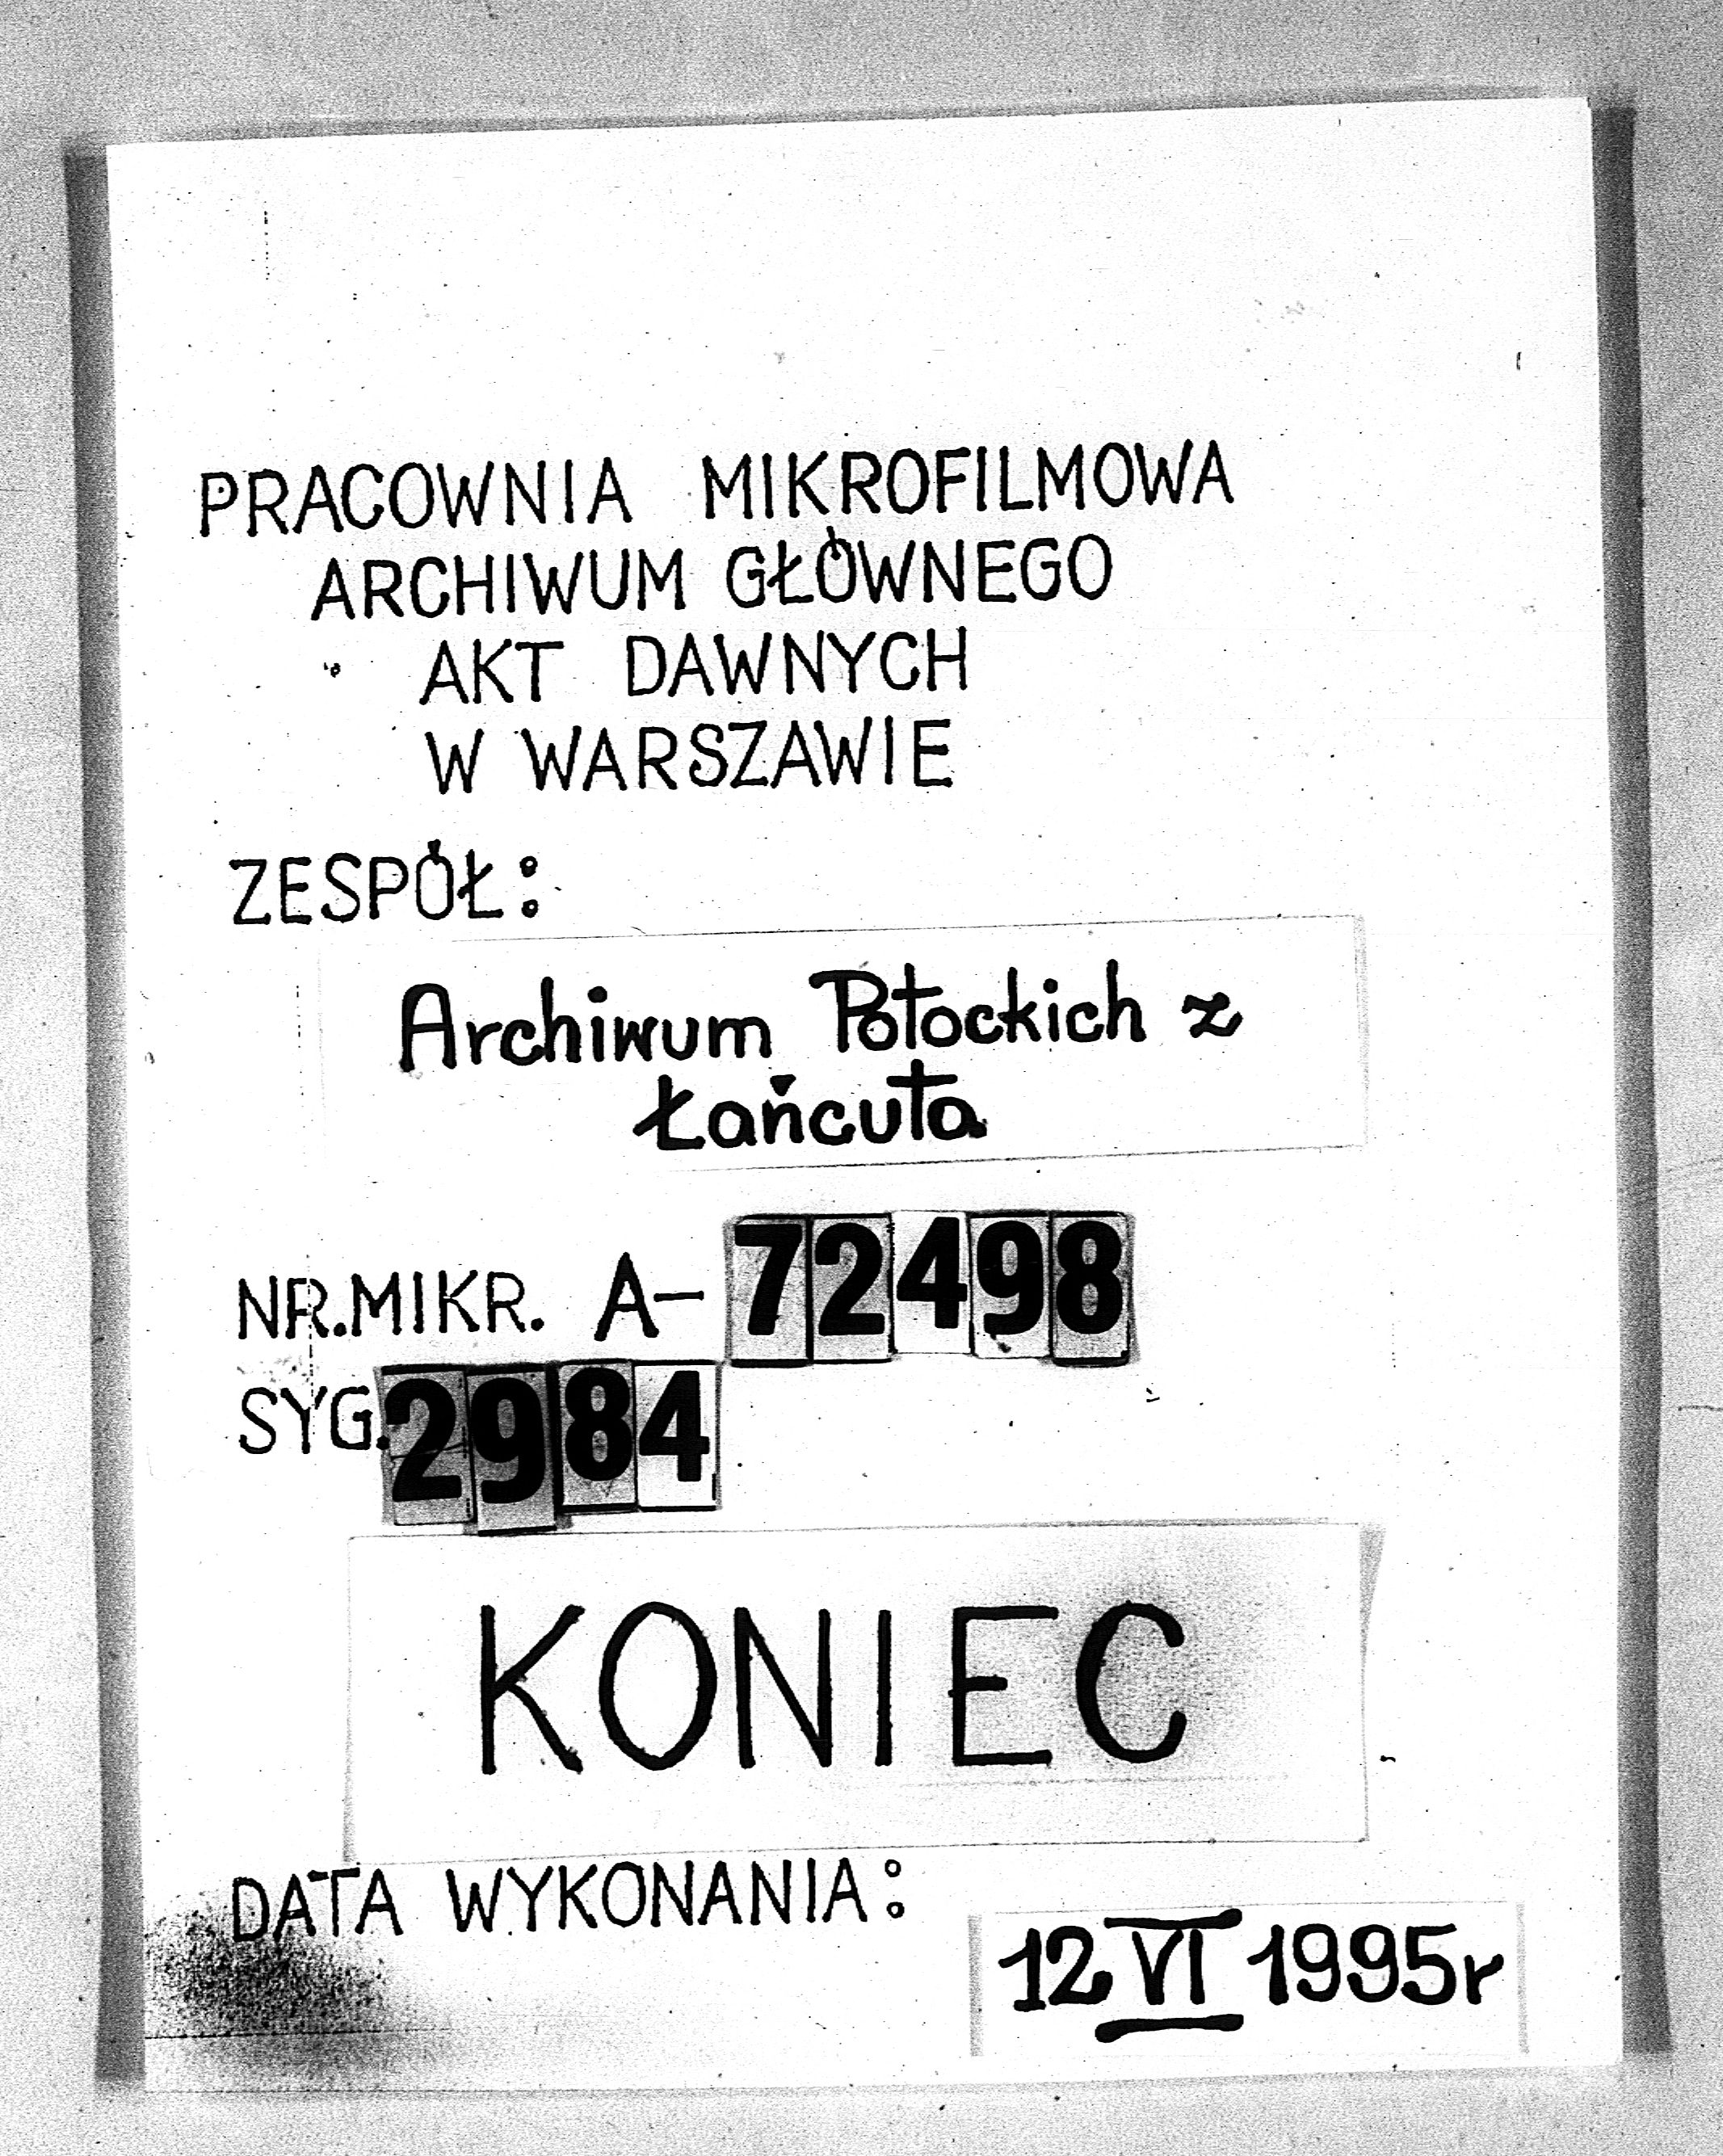 PRACOWNIA MIKROFILMOWA
ARCHIWUM GŁÓWNEGO
AKT DAWNYCH
W WARSZAWIE
ZESPÓŁ:
Archiwum Potockich z
Łańcuta
NR.MIKR. A-72498
SYG.2984
KONIEC
DATA WYKONANIA:
12 VI 1995r